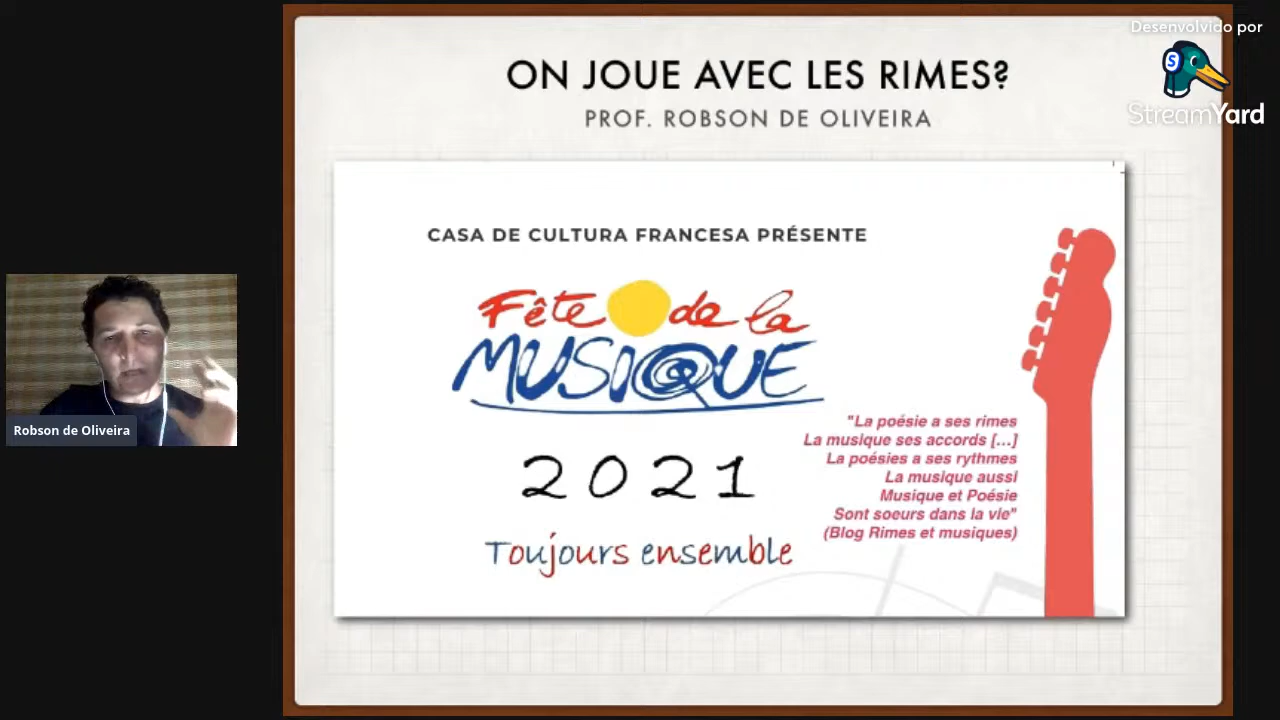 Desenvolvido por
StreamYard
ON JOUE AVEC LES RIMES?
PROF. ROBSON DE OLIVEIRA
CASA DE CULTURA FRANCESA PRÉSENTE
Fête de la
MUSIQUE
2021
Toujours ensemble
"La poésie a ses rimes
La musique ses accords [...]
La poésies a ses rythmes
La musique aussi
Musique et Poésie
Sont soeurs dans la vie"
(Blog Rimes et musiques)
Robson de Oliveira